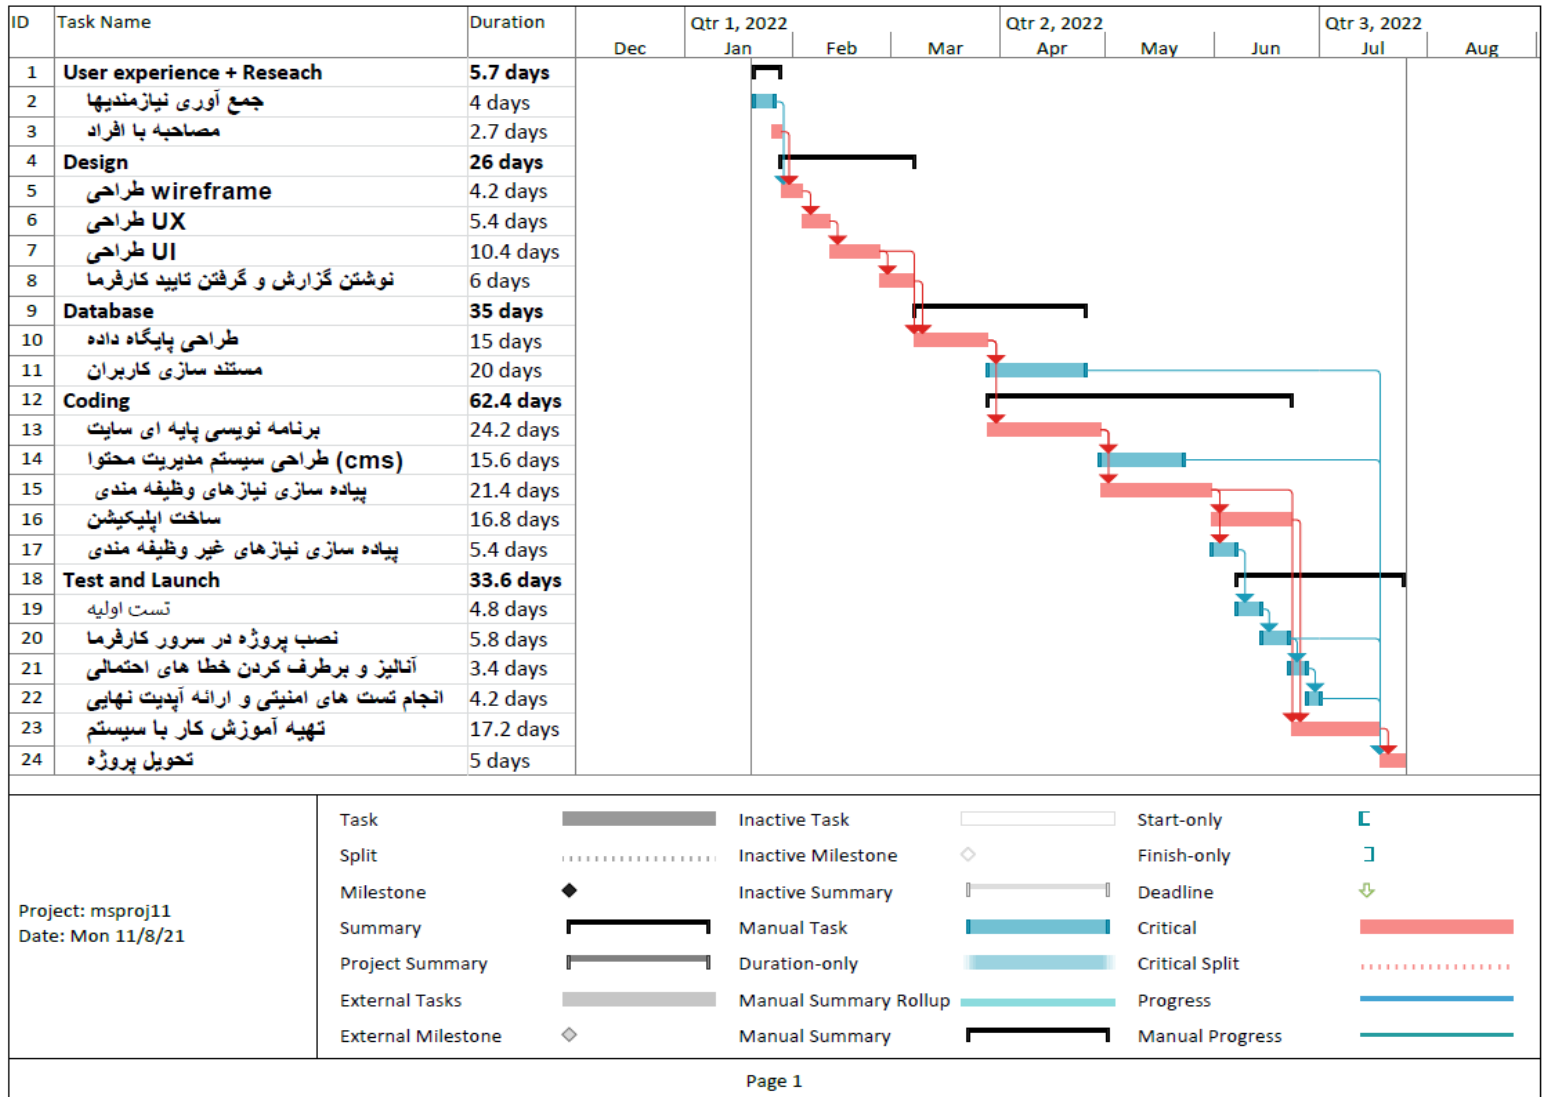 ID Task Name Duration
Qtr 1, 2022 Qtr 2, 2022 Qtr 3, 2022
Dec Jan Feb Mar Apr May Jun Jul Aug
1 User experience + Reseach 5.7 days
2 جمع آوری نیازمندیها 4 days
3 مصاحبه با افراد 2.7 days
4 Design 26 days
5 طراحی wireframe 4.2 days
6 طراحی UX 5.4 days
7 طراحی UI 10.4 days
8 نوشتن گزارش و گرفتن تایید کارفرما 6 days
9 Database 35 days
10 طراحی پایگاه داده 15 days
11 مستند سازی کاربران 20 days
12 Coding 62.4 days
13 برنامه نویسی پایه ای سایت 24.2 days
14 طراحی سیستم مدیریت محتوا (cms) 15.6 days
15 پیاده سازی نیازهای وظیفه مندی 21.4 days
16 ساخت اپلیکیشن 16.8 days
17 پیاده سازی نیازهای غیر وظیفه مندی 5.4 days
18 Test and Launch 33.6 days
19 تست اولیه 4.8 days
20 نصب پروژه در سرور کارفرما 5.8 days
21 آنالیز و برطرف کردن خطا های احتمالی 3.4 days
22 انجام تست های امنیتی و ارائه آپدیت نهایی 4.2 days
23 تهیه آموزش کار با سیستم 17.2 days
24 تحویل پروژه 5 days
Project: msproj11
Date: Mon 11/8/21
Task Inactive Task Start-only
Split Inactive Milestone Finish-only
Milestone Inactive Summary Deadline
Summary Manual Task Critical
Project Summary Duration-only Critical Split
External Tasks Manual Summary Rollup Progress
External Milestone Manual Summary Manual Progress
Page 1